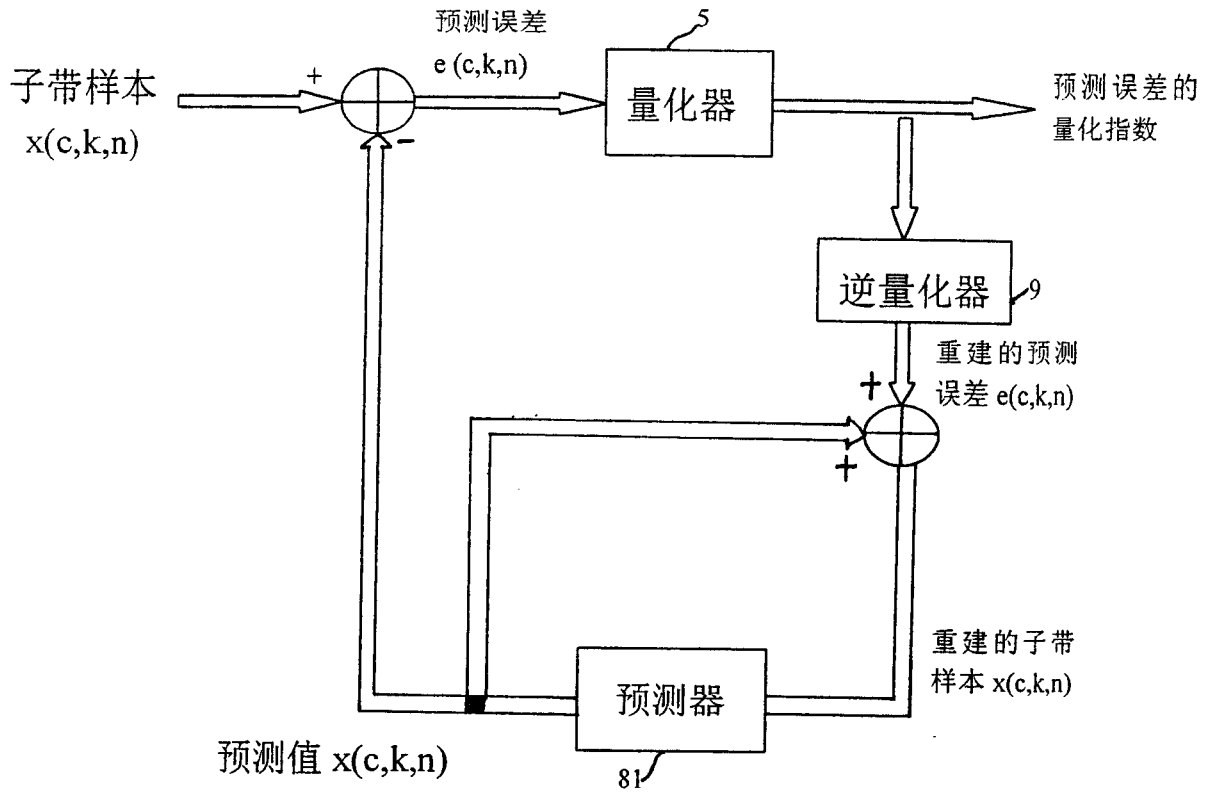 预测误差
e (c,k,n)
5
子带样本
x(c,k,n)
+
−
量化器
预测误差的
量化指数
逆量化器
9
重建的预测
误差 e(c,k,n)
+
+
重建的子带
样本 x(c,k,n)
预测器
81
预测值 x(c,k,n)